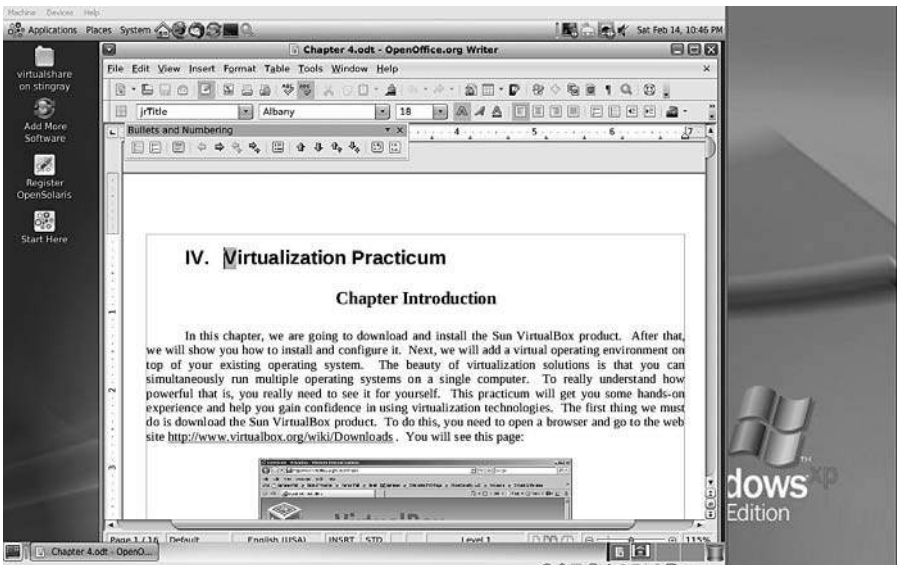 Machine Devices Help
Applications Places System Sat Feb 14, 10:46 PM
Chapter 4.odt - OpenOffice.org Writer
virtualshare
on stingray
File Edit View Insert Format Table Tools Window Help
jrTitle Albany 18
Add More
Software
Bullets and Numbering
4 5 6 7
Register
OpenSolaris
Start Here
IV. Virtualization Practicum
Chapter Introduction
In this chapter, we are going to download and install the Sun VirtualBox product. After that,
we will show you how to install and configure it. Next, we will add a virtual operating environment on
top of your existing operating system. The beauty of virtualization solutions is that you can
simultaneously run multiple operating systems on a single computer. To really understand how
powerful that is, you really need to see it for yourself. This practicum will get you some hands-on
experience and help you gain confidence in using virtualization technologies. The first thing we must
do is download the Sun VirtualBox product. To do this, you need to open a browser and go to the web
site http://www.virtualbox.org/wiki/Downloads . You will see this page:
VirtualBox
dows xp
TM
Edition
Page 1 / 16 Default English (USA) INSRT STD Level 1 115%
Chapter 4.odt - OpenO...